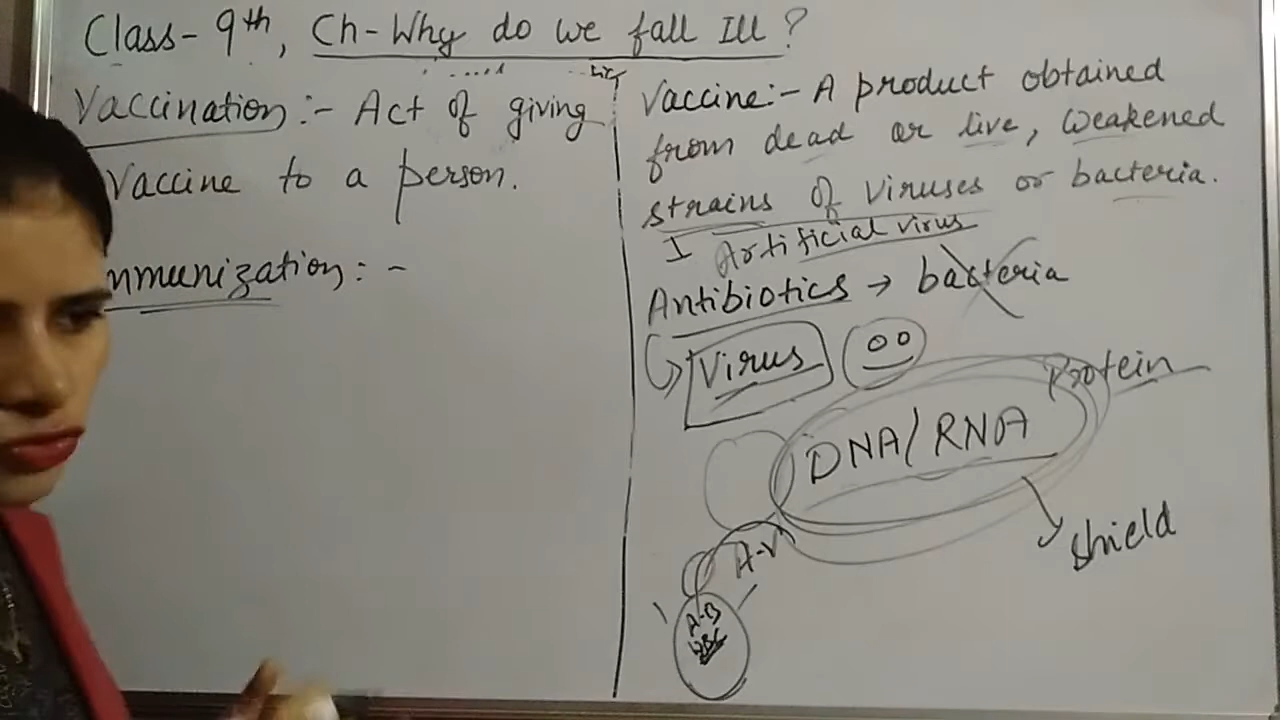 Class- 9th, Ch-Why do we fall Ill?
Vaccination:- Act of giving
Vaccine to a person.
mmunization: -
Vaccine:- A product obtained
from dead or live, weakened
strains of viruses or bacteria.
I Artificial virus
Antibiotics → bacteria
Virus
Protein
DNA/RNA
shield
A-V
A-B
WBC